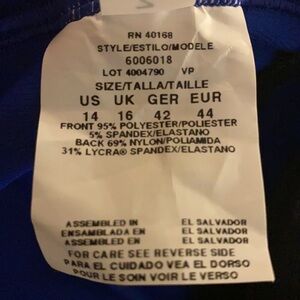 RN 40168
STYLE/ESTILO/MODELE
6006018
LOT 4004790 VP
SIZE/TALLA/TAILLE
US UK GER EUR
14 16 42 44
FRONT 95% POLYESTER/POLIESTER
5% SPANDEX/ELASTANO
BACK 69% NYLON/POLIAMIDA
31% LYCRA® SPANDEX/ELASTANO
ASSEMBLED IN EL SALVADOR
ENSAMBLADA EN EL SALVADOR
ASSEMBLED EN EL SALVADOR
FOR CARE SEE REVERSE SIDE
PARA EL CUIDADO VEA EL DORSO
POUR SOIN VOIR LE VERSO